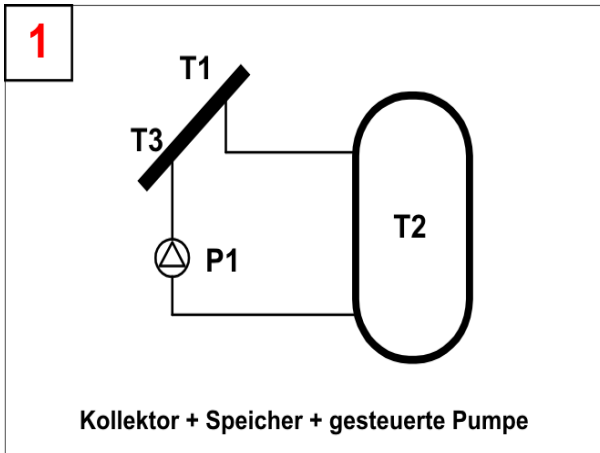 1
T1
T3
T2
P1
Kollektor + Speicher + gesteuerte Pumpe